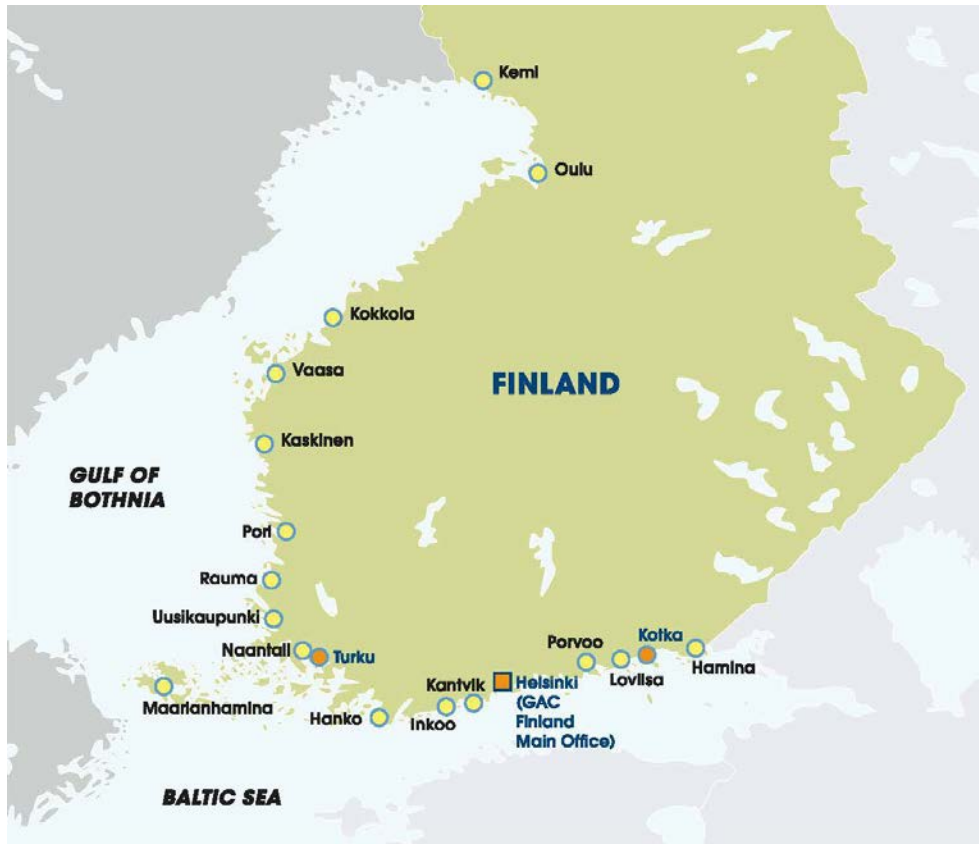 Kemi
Oulu
Kokkola
Vaasa
FINLAND
Kaskinen
GULF OF
BOTHNIA
Pori
Rauma
Uusikaupunki
Naantali
Turku
Porvoo
Kotka
Hamina
Loviisa
Maarianhamina
Kantvik
Helsinki
(GAC
Finland
Main Office)
Hanko
Inkoo
BALTIC SEA